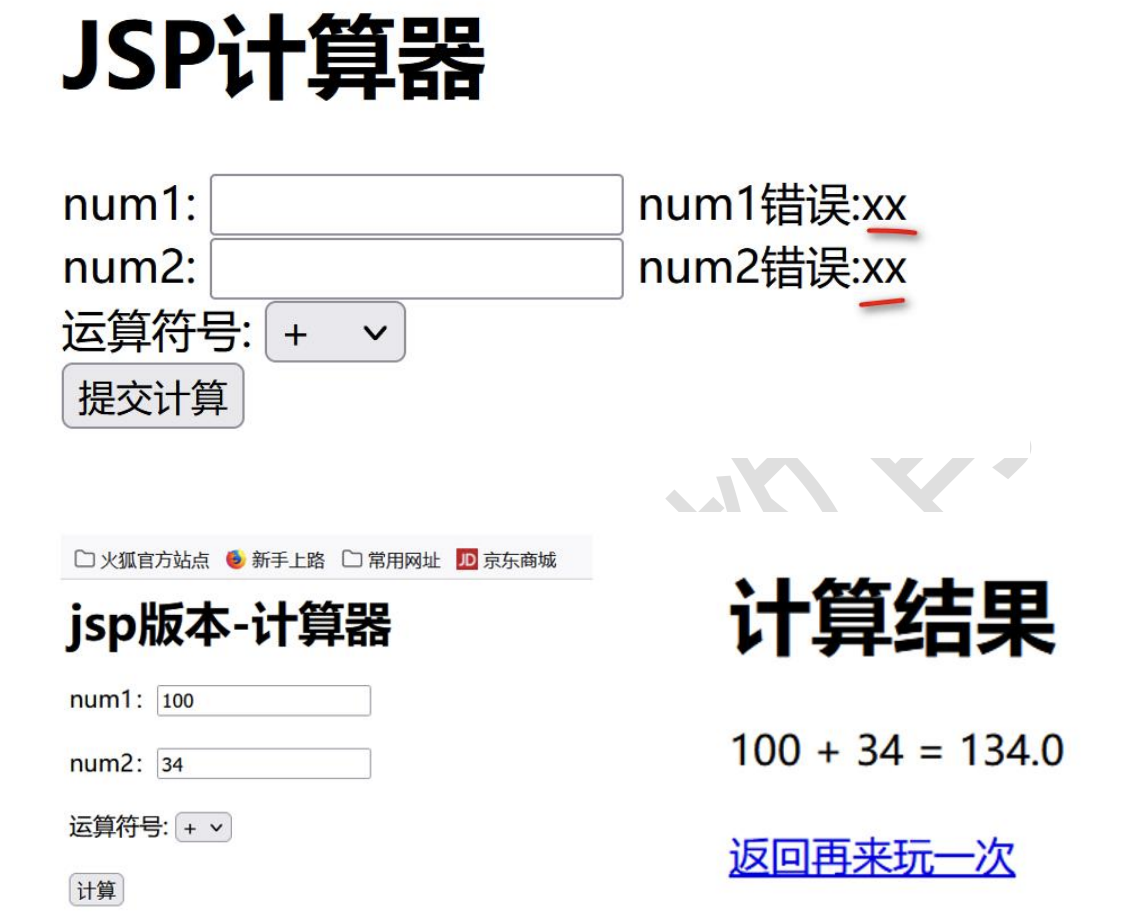 JSP计算器
num1: num1错误:xx
num2: num2错误:xx
运算符号: +
提交计算
火狐官方站点 新手上路 常用网址 JD 京东商城
jsp版本-计算器
num1：100
num2：34
运算符号: +
计算
计算结果
100 + 34 = 134.0
返回再来玩一次